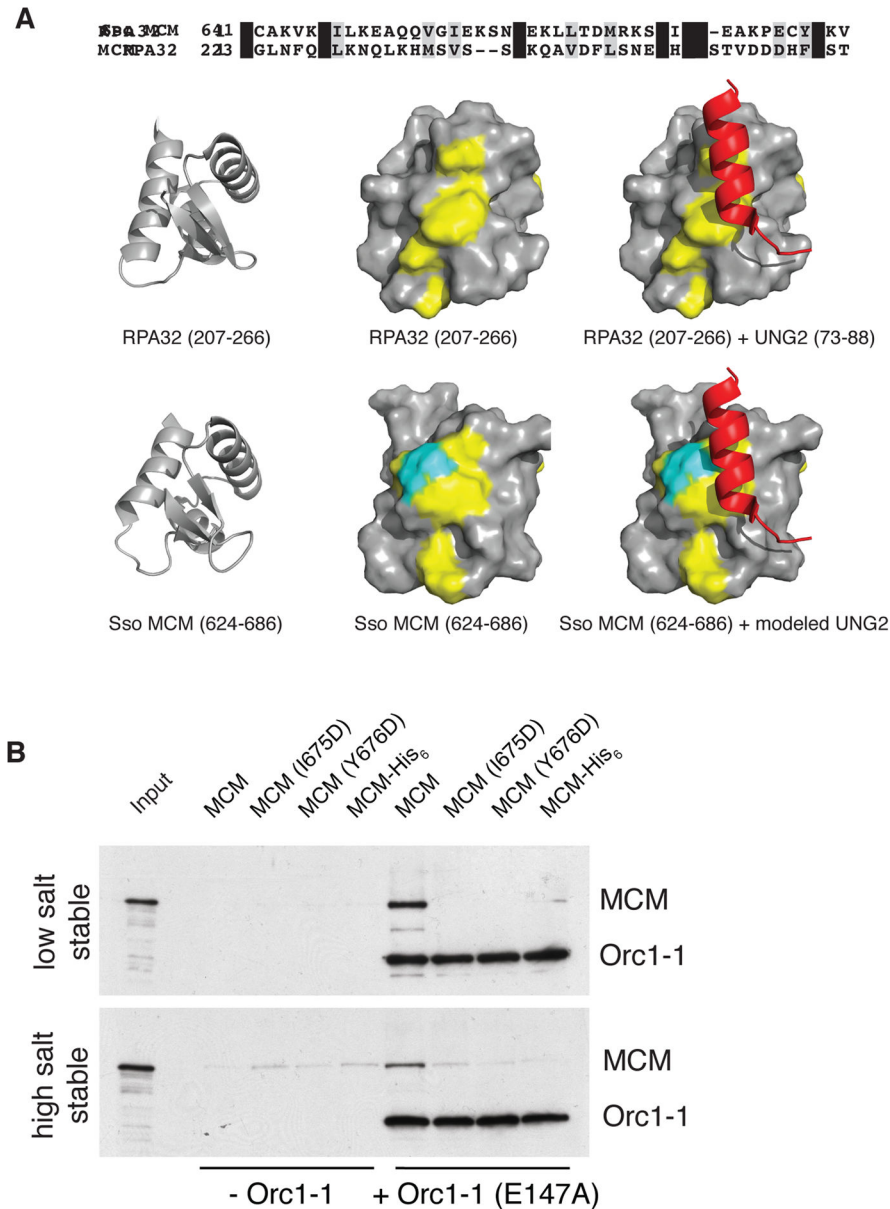 A
MCM 641 CAKVK ILKEAQQVGIEKSN EKLLTDMRKS I -EAKPECY KV
RPA32 GLNFQ LKNQLKHMSVS--S KQAVDFLSNE H STVDDDHF ST
RPA32 (207-266)
RPA32 (207-266)
RPA32 (207-266) + UNG2 (73-88)
Sso MCM (624-686)
Sso MCM (624-686)
Sso MCM (624-686) + modeled UNG2
B
Input
MCM
MCM (I675D)
MCM (Y676D)
MCM-His6
MCM
MCM (I675D)
MCM (Y676D)
MCM-His6
low salt
stable
MCM
Orc1-1
high salt
stable
MCM
Orc1-1
- Orc1-1
+ Orc1-1 (E147A)